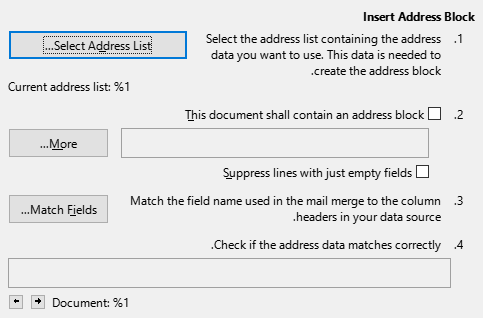 Insert Address Block
1. Select the address list containing the address
data you want to use. This data is needed to
create the address block.
Select Address List...
Current address list: %1
2. This document shall contain an address block
More...
Suppress lines with just empty fields
3. Match the field name used in the mail merge to the column
headers in your data source.
Match Fields...
4. Check if the address data matches correctly.
Document: %1